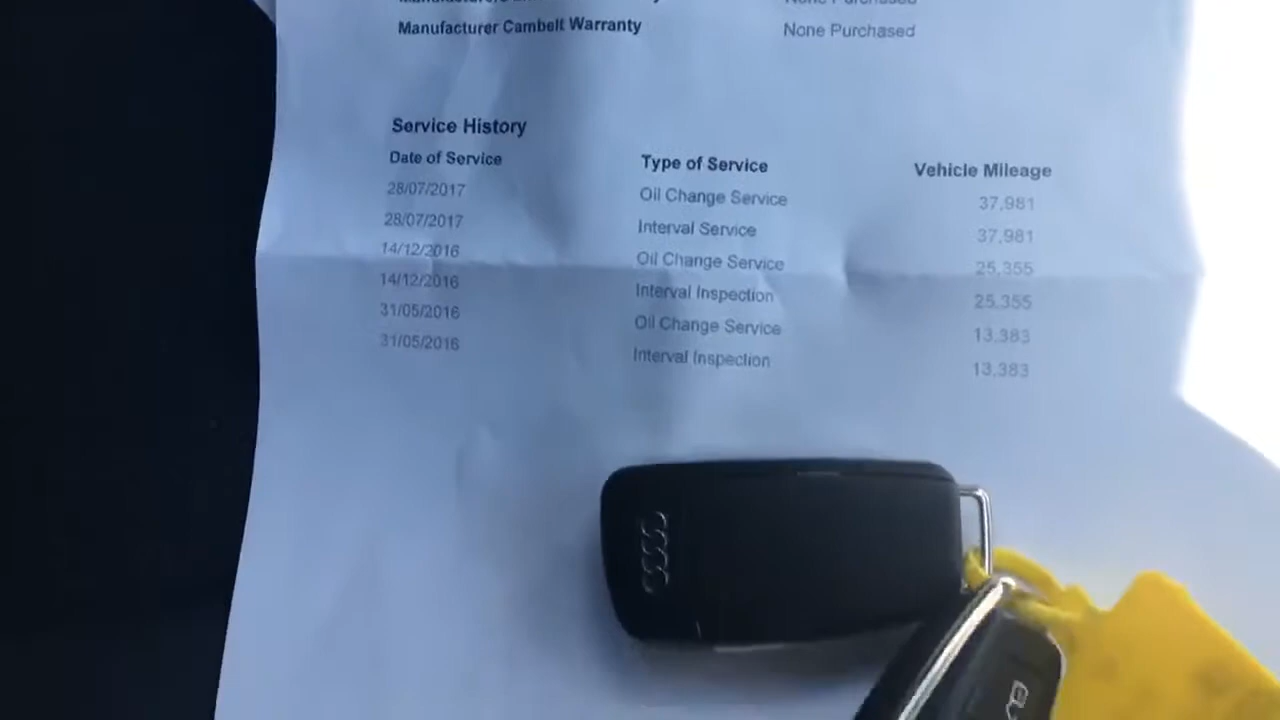 None Purchased
Manufacturer Cambelt Warranty None Purchased
Service History
Date of Service Type of Service Vehicle Mileage
28/07/2017 Oil Change Service 37,981
28/07/2017 Interval Service 37,981
14/12/2016 Oil Change Service 25,355
14/12/2016 Interval Inspection 25,355
31/05/2016 Oil Change Service 13,383
31/05/2016 Interval Inspection 13,383